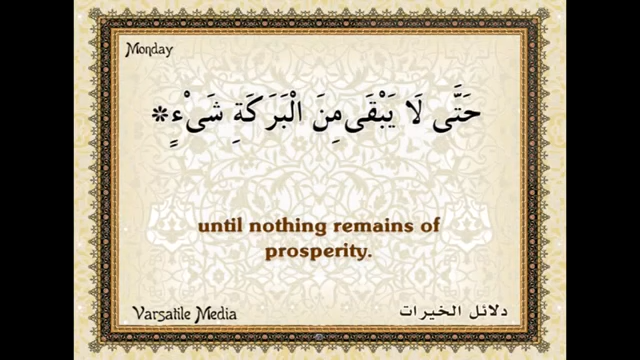 Monday
حَتَّى لَا يَبْقَى مِنَ الْبَرَكَةِ شَىْءٍ *
until nothing remains of
prosperity.
Varsatile Media
دلائل الخيرات